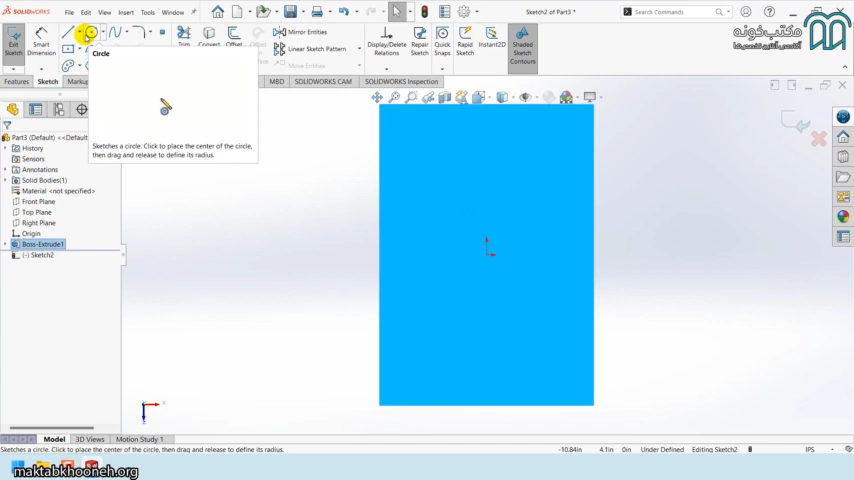 SOLIDWORKS
File
Edit
View
Insert
Tools
Window
Sketch2 of Part3 *
Search Commands
مکتب‌خونه
Exit Sketch
Smart Dimension
Trim
Convert
Offset
Mirror Entities
Linear Sketch Pattern
Move Entities
Display/Delete Relations
Repair Sketch
Quick Snaps
Rapid Sketch
Instant2D
Shaded Sketch Contours
Circle
Sketches a circle. Click to place the center of the circle,
then drag and release to define its radius.
Features
Sketch
Markup
MBD
SOLIDWORKS CAM
SOLIDWORKS Inspection
Part3 (Default) <<Default
History
Sensors
Annotations
Solid Bodies(1)
Material <not specified>
Front Plane
Top Plane
Right Plane
Origin
Boss-Extrude1
(-) Sketch2
Model
3D Views
Motion Study 1
Sketches a circle. Click to place the center of the circle, then drag and release to define its radius.
-10.84in
4.1in
0in
Under Defined
Editing Sketch2
IPS
maktabkhooneh.org